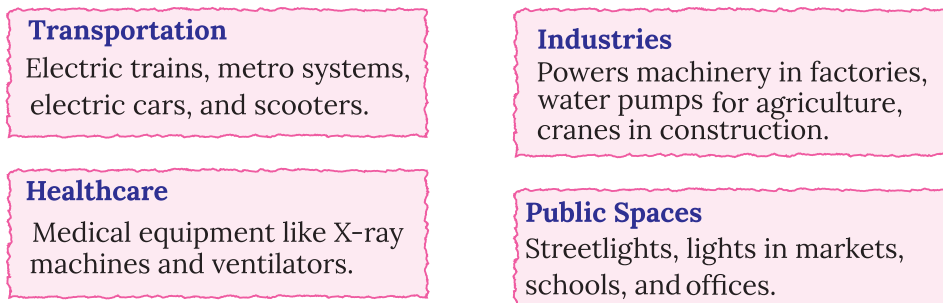 Transportation
Electric trains, metro systems,
electric cars, and scooters.
Industries
Powers machinery in factories,
water pumps for agriculture,
cranes in construction.
Healthcare
Medical equipment like X-ray
machines and ventilators.
Public Spaces
Streetlights, lights in markets,
schools, and offices.